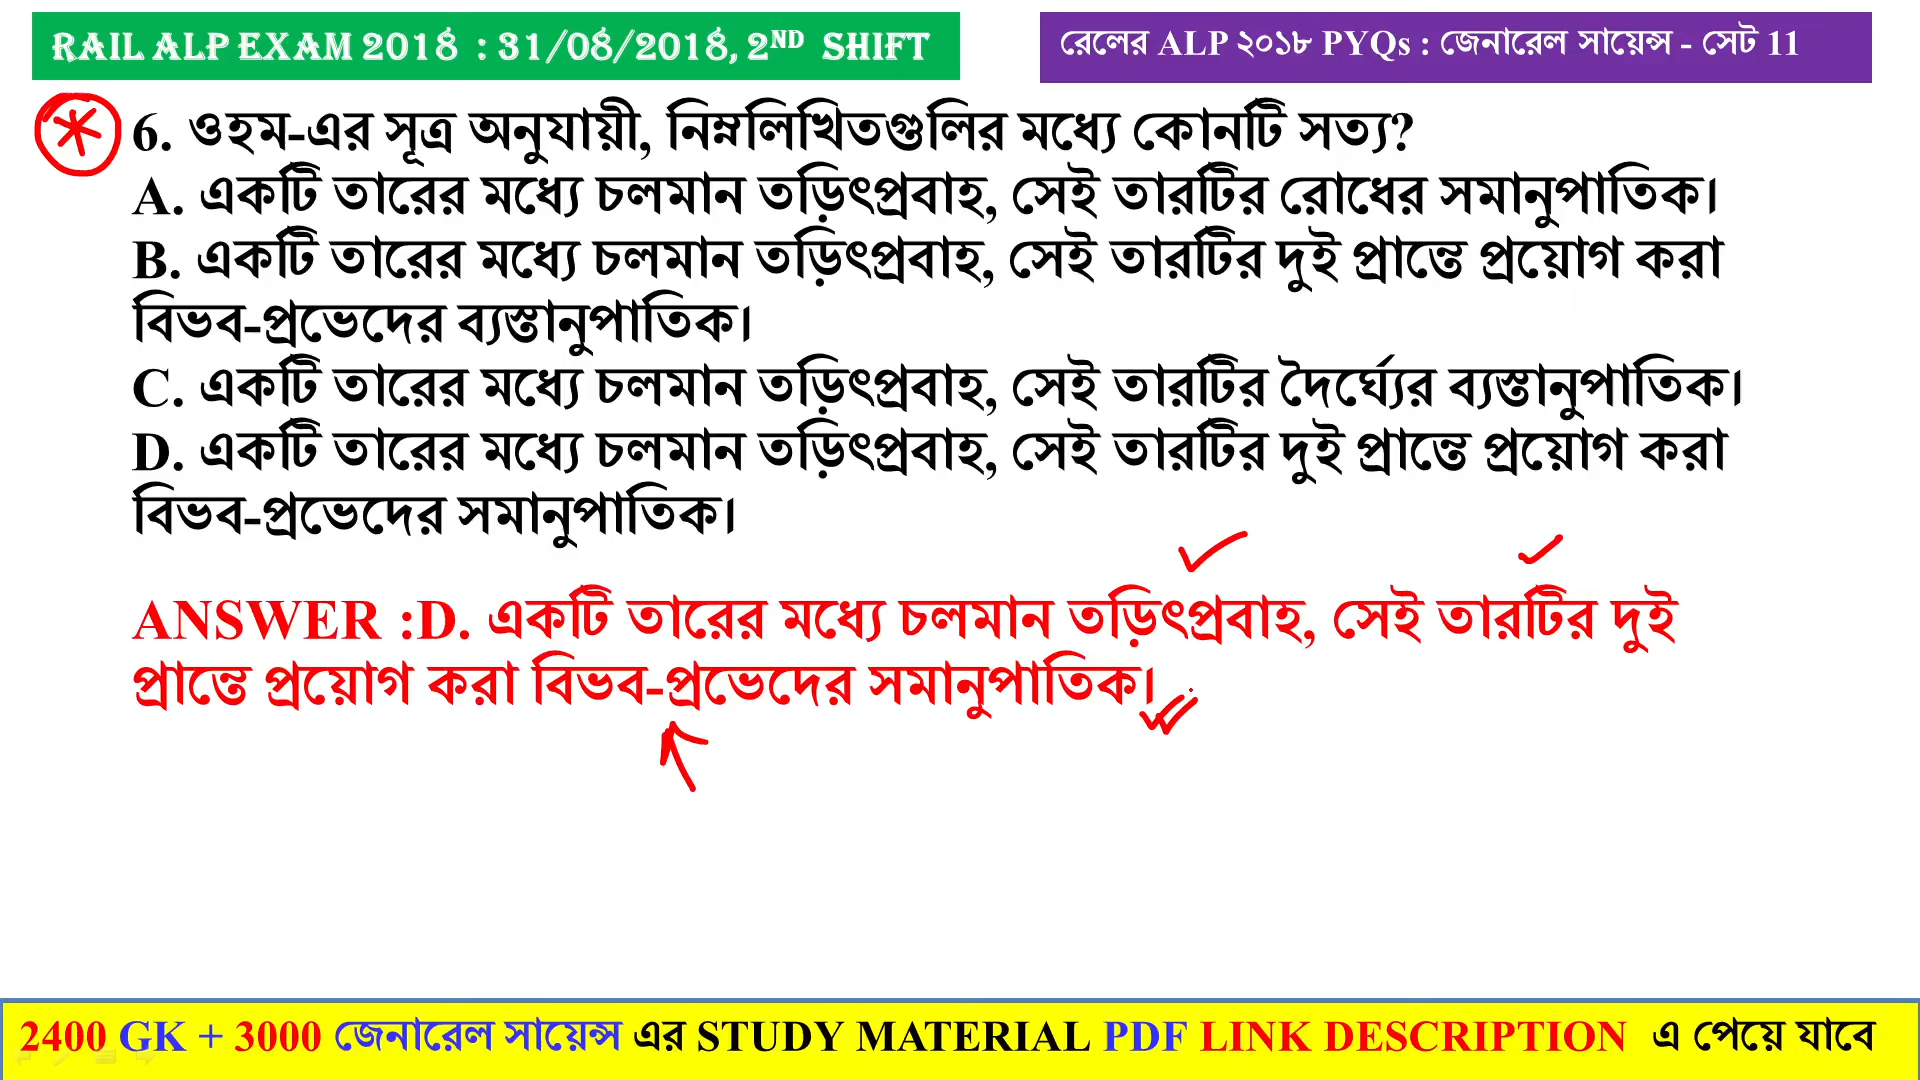 RAIL ALP EXAM 2018 : 31/08/2018, 2ND SHIFT
রেলের ALP ২০১৮ PYQs : জেনারেল সায়েন্স - সেট 11
6. ওহম-এর সূত্র অনুযায়ী, নিম্নলিখিতগুলির মধ্যে কোনটি সত্য?
A. একটি তারের মধ্যে চলমান তড়িৎপ্রবাহ, সেই তারটির রোধের সমানুপাতিক।
B. একটি তারের মধ্যে চলমান তড়িৎপ্রবাহ, সেই তারটির দুই প্রান্তে প্রয়োগ করা
বিভব-প্রভেদের ব্যস্তানুপাতিক।
C. একটি তারের মধ্যে চলমান তড়িৎপ্রবাহ, সেই তারটির দৈর্ঘ্যের ব্যস্তানুপাতিক।
D. একটি তারের মধ্যে চলমান তড়িৎপ্রবাহ, সেই তারটির দুই প্রান্তে প্রয়োগ করা
বিভব-প্রভেদের সমানুপাতিক।
ANSWER :D. একটি তারের মধ্যে চলমান তড়িৎপ্রবাহ, সেই তারটির দুই
প্রান্তে প্রয়োগ করা বিভব-প্রভেদের সমানুপাতিক।
2400 GK + 3000 জেনারেল সায়েন্স এর STUDY MATERIAL PDF LINK DESCRIPTION এ পেয়ে যাবে